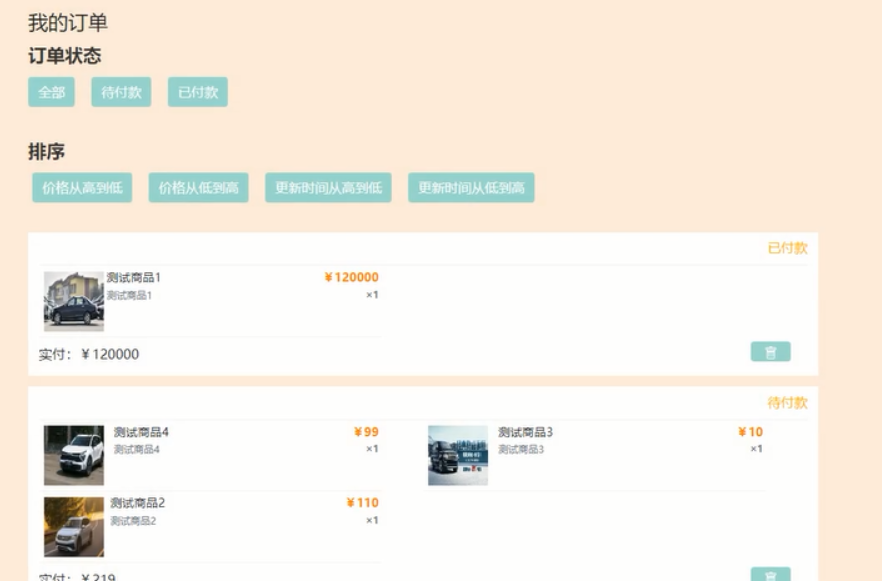 我的订单
订单状态
全部 待付款 已付款
排序
价格从高到低 价格从低到高 更新时间从高到低 更新时间从低到高
已付款
测试商品1 ￥120000
测试商品1 ×1
实付：￥120000
待付款
测试商品4 ￥99 测试商品3 ￥10
测试商品4 ×1 测试商品3 ×1
测试商品2 ￥110
测试商品2 ×1
实付：￥219